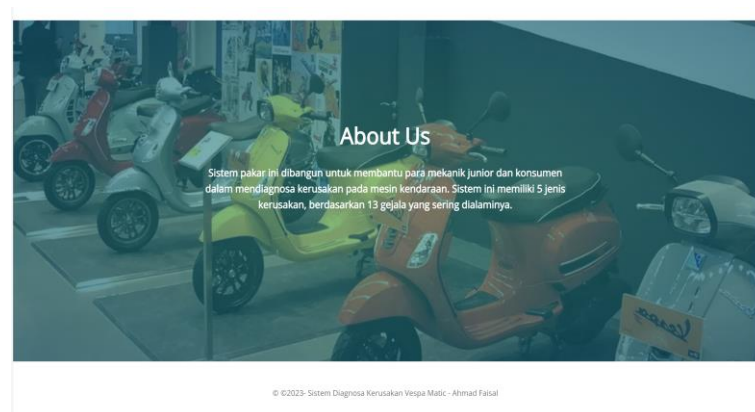 About Us
Sistem pakar ini dibangun untuk membantu para mekanik junior dan konsumen
dalam mendiagnosa kerusakan pada mesin kendaraan. Sistem ini memiliki 5 jenis
kerusakan, berdasarkan 13 gejala yang sering dialaminya.
Vespa
© ©2023- Sistem Diagnosa Kerusakan Vespa Matic - Ahmad Faisal